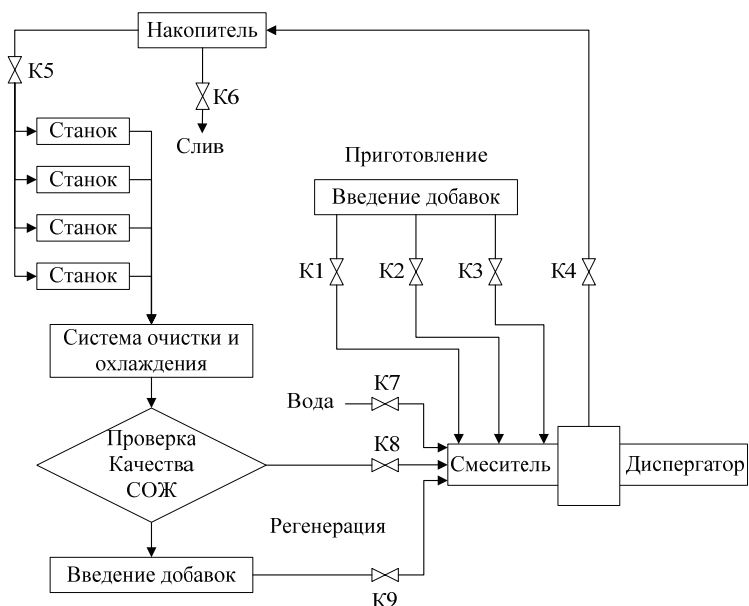 Накопитель
К5
К6
Слив
Станок
Станок
Станок
Станок
Приготовление
Введение добавок
К1
К2
К3
К4
Система очистки и
охлаждения
Вода
К7
Проверка
Качества
СОЖ
К8
Смеситель
Диспергатор
Регенерация
Введение добавок
К9